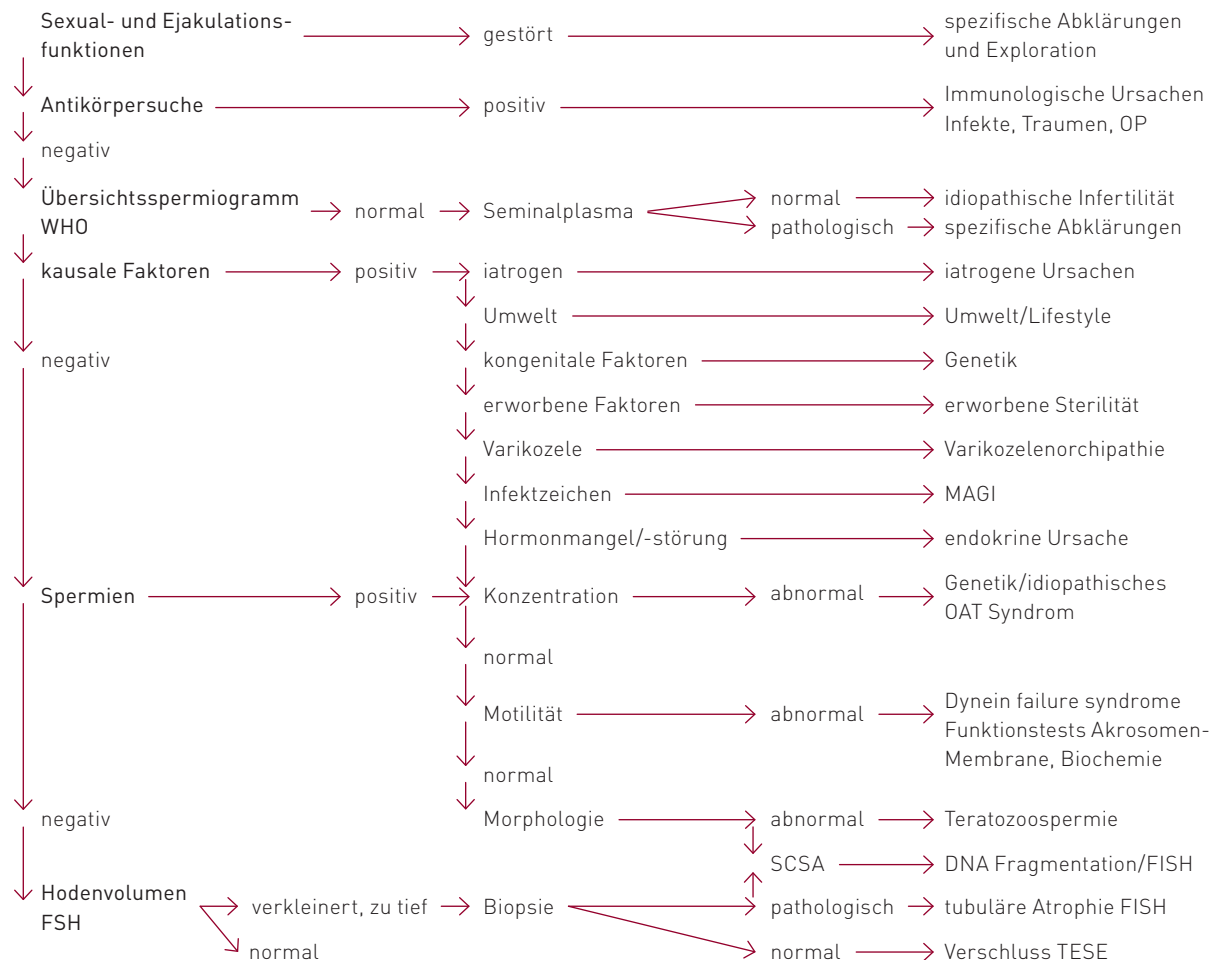 Sexual- und Ejakulations-
funktionen
gestört
spezifische Abklärungen
und Exploration
Antikörpersuche
positiv
Immunologische Ursachen
Infekte, Traumen, OP
negativ
Übersichtsspermiogramm
WHO
normal
Seminalplasma
normal
idiopathische Infertilität
pathologisch
spezifische Abklärungen
kausale Faktoren
positiv
iatrogen
iatrogene Ursachen
Umwelt
Umwelt/Lifestyle
negativ
kongenitale Faktoren
Genetik
erworbene Faktoren
erworbene Sterilität
Varikozele
Varikozelenorchipathie
Infektzeichen
MAGI
Hormonmangel/-störung
endokrine Ursache
Spermien
positiv
Konzentration
abnormal
Genetik/idiopathisches
OAT Syndrom
normal
Motilität
abnormal
Dynein failure syndrome
Funktionstests Akrosomen-
Membrane, Biochemie
normal
negativ
Morphologie
abnormal
Teratozoospermie
SCSA
DNA Fragmentation/FISH
Hodenvolumen
FSH
verkleinert, zu tief
Biopsie
pathologisch
tubuläre Atrophie FISH
normal
normal
Verschluss TESE